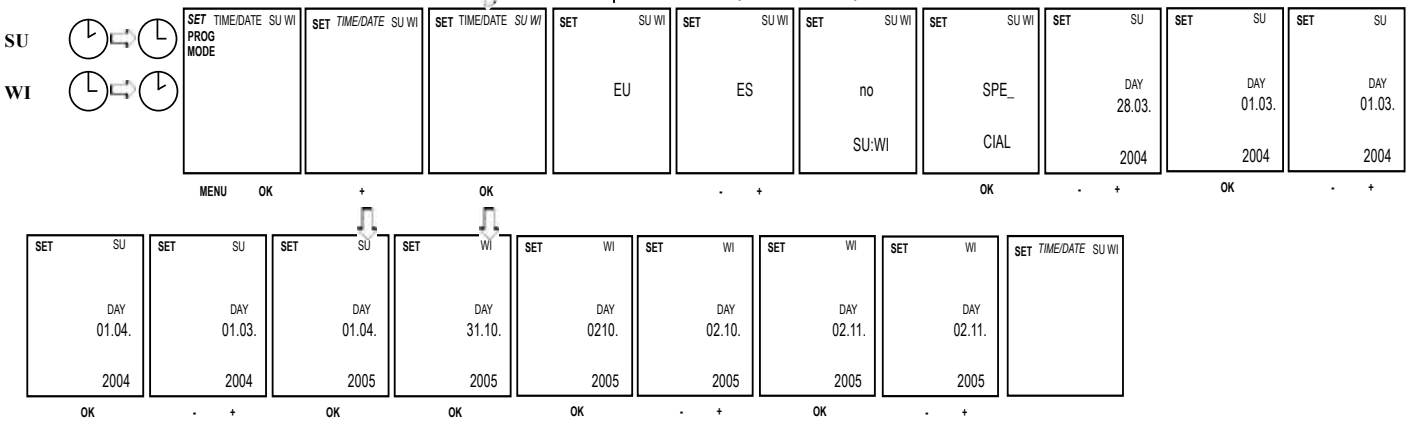 SU
WI
SET TIME/DATE SU WI
PROG
MODE
SET TIME/DATE SU WI
SET TIME/DATE SU WI
SET SU WI
EU
SET SU WI
ES
SET SU WI
no
SU:WI
SET SU WI
SPE_
CIAL
SET SU
DAY
28.03.
2004
SET SU
DAY
01.03.
2004
SET SU
DAY
01.03.
2004
MENU OK + OK - + OK - + OK - +
SET SU
DAY
01.04.
2004
SET SU
DAY
01.03.
2004
SET SU
DAY
01.04.
2005
SET WI
DAY
31.10.
2005
SET WI
DAY
0210.
2005
SET WI
DAY
02.10.
2005
SET WI
DAY
02.11.
2005
SET WI
DAY
02.11.
2005
SET TIME/DATE SU WI
OK - + OK OK OK - + OK - +